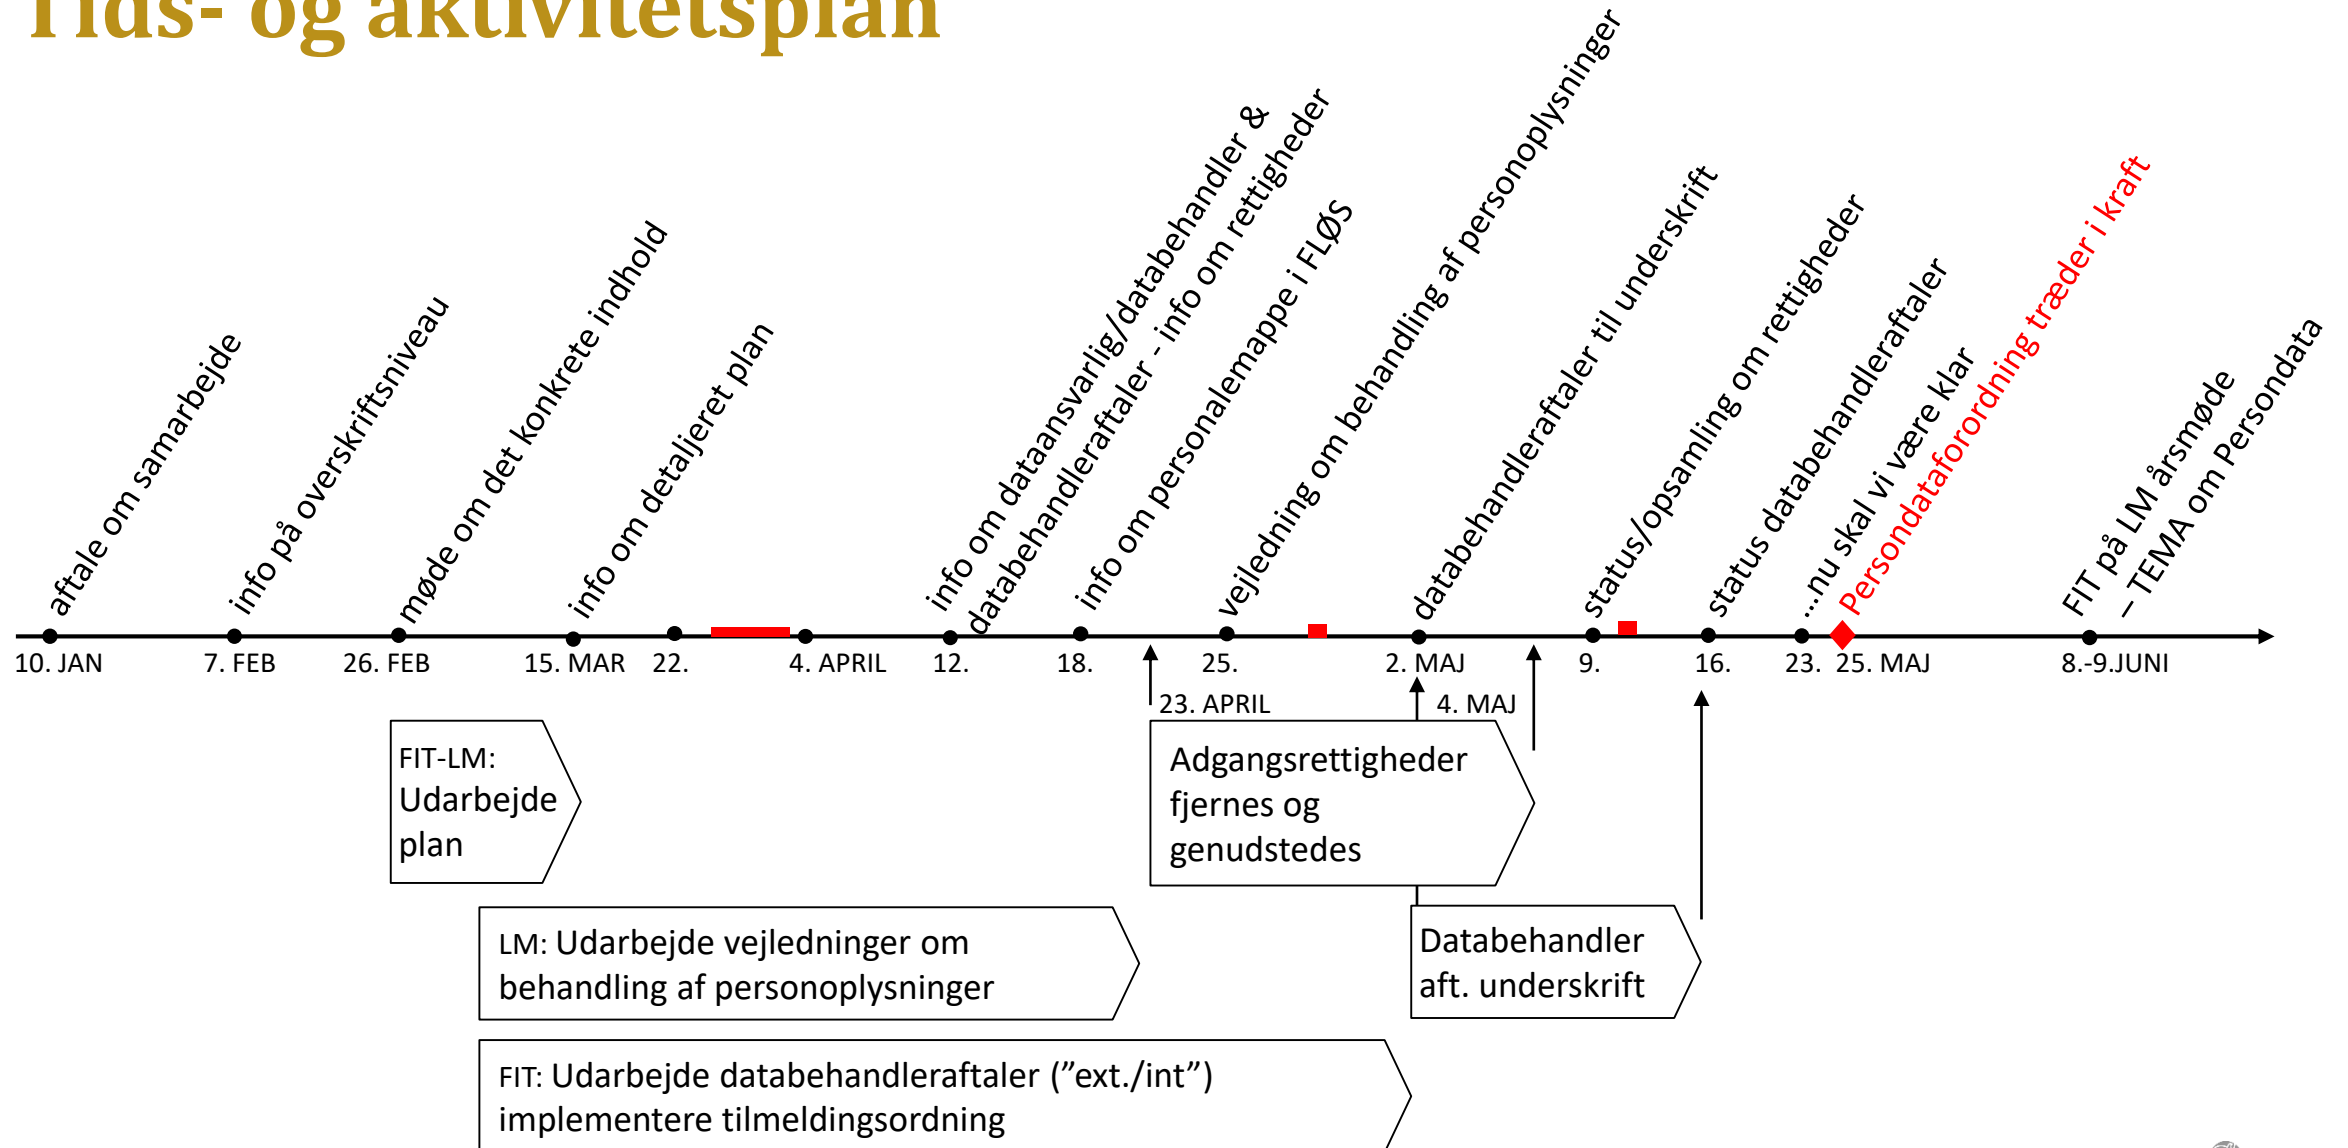 Tids- og aktivitetsplan
aftale om samarbejde
info på overskriftsniveau
møde om det konkrete indhold
info om detaljeret plan
info om dataansvarlig/databehandler &
databehandleraftaler - info om rettigheder
info om personalemappe i FLØS
vejledning om behandling af personoplysninger
databehandleraftaler til underskrift
status/opsamling om rettigheder
status databehandleraftaler
...nu skal vi være klar
Persondataforordning træder i kraft
FIT på LM årsmøde
– TEMA om Persondata
10. JAN
7. FEB
26. FEB
15. MAR
22.
4. APRIL
12.
18.
25.
2. MAJ
9.
16.
23.
25. MAJ
8.-9.JUNI
23. APRIL
4. MAJ
FIT-LM:
Udarbejde
plan
Adgangsrettigheder
fjernes og
genudstedes
LM: Udarbejde vejledninger om
behandling af personoplysninger
Databehandler
aft. underskrift
FIT: Udarbejde databehandleraftaler (”ext./int”)
implementere tilmeldingsordning